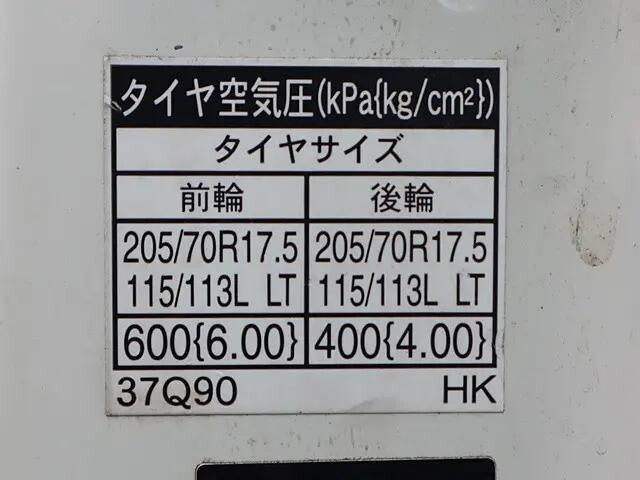 タイヤ空気圧(kPa{kg/cm²})
タイヤサイズ
前輪 後輪
205/70R17.5 205/70R17.5
115/113L LT 115/113L LT
600{6.00} 400{4.00}
37Q90 HK